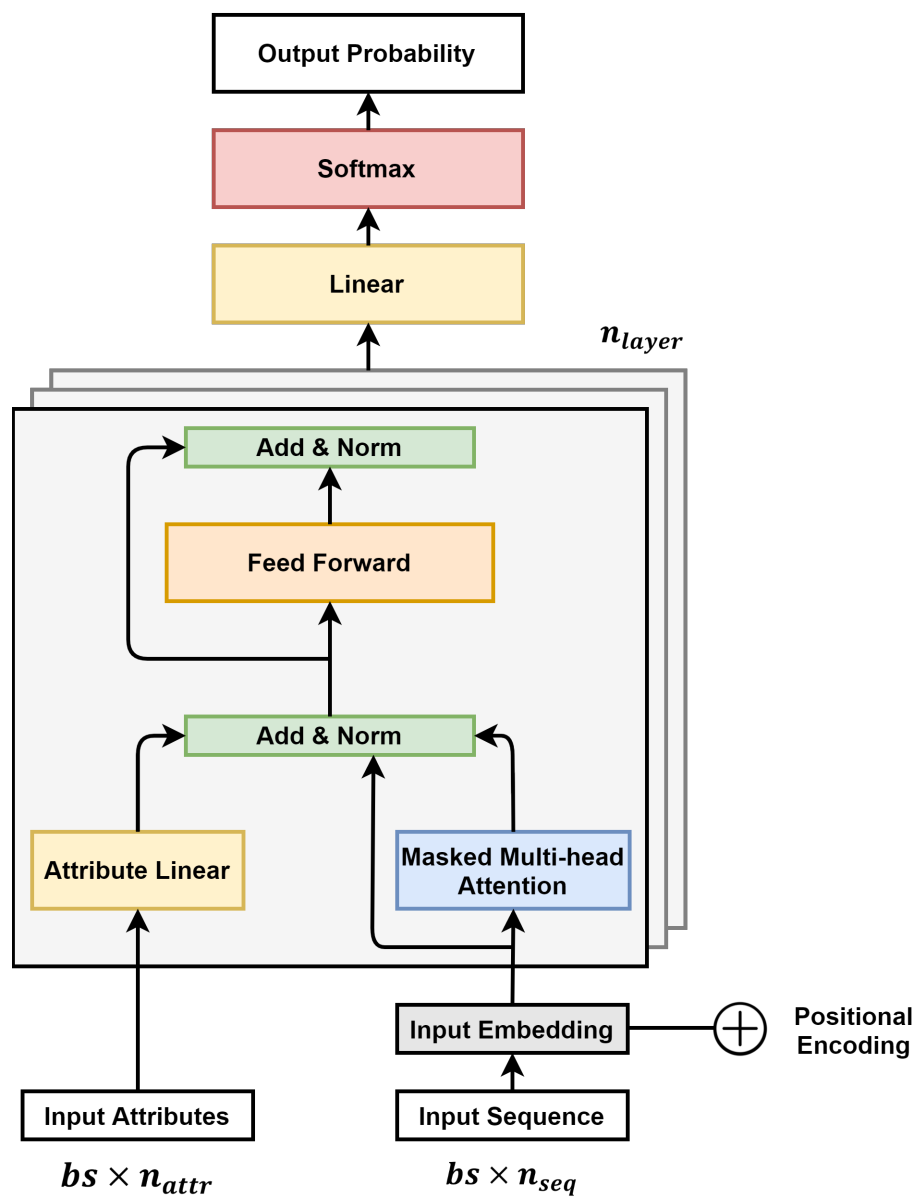 Output Probability
Softmax
Linear
n_layer
Add & Norm
Feed Forward
Add & Norm
Attribute Linear
Masked Multi-head
Attention
Input Embedding
Positional
Encoding
Input Attributes
Input Sequence
bs × n_attr
bs × n_seq